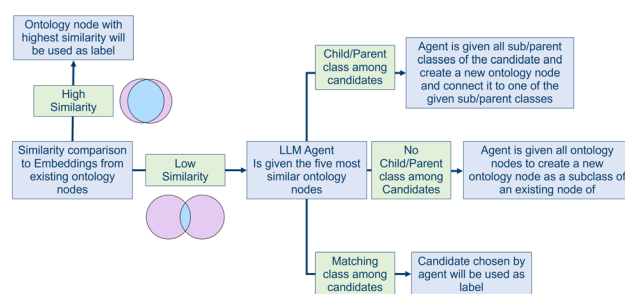 Ontology node with
highest similarity will
be used as label
High
Similarity
Similarity comparison
to Embeddings from
existing ontology
nodes
Low
Similarity
LLM Agent
Is given the five most
similar ontology
nodes
Child/Parent
class among
candidates
Agent is given all sub/parent
classes of the candidate and
create a new ontology node
and connect it to one of the
given sub/parent classes
No
Child/Parent
class among
Candidates
Agent is given all ontology
nodes to create a new
ontology node as a subclass of
an existing node of
Matching
class among
candidates
Candidate chosen by
agent will be used as
label